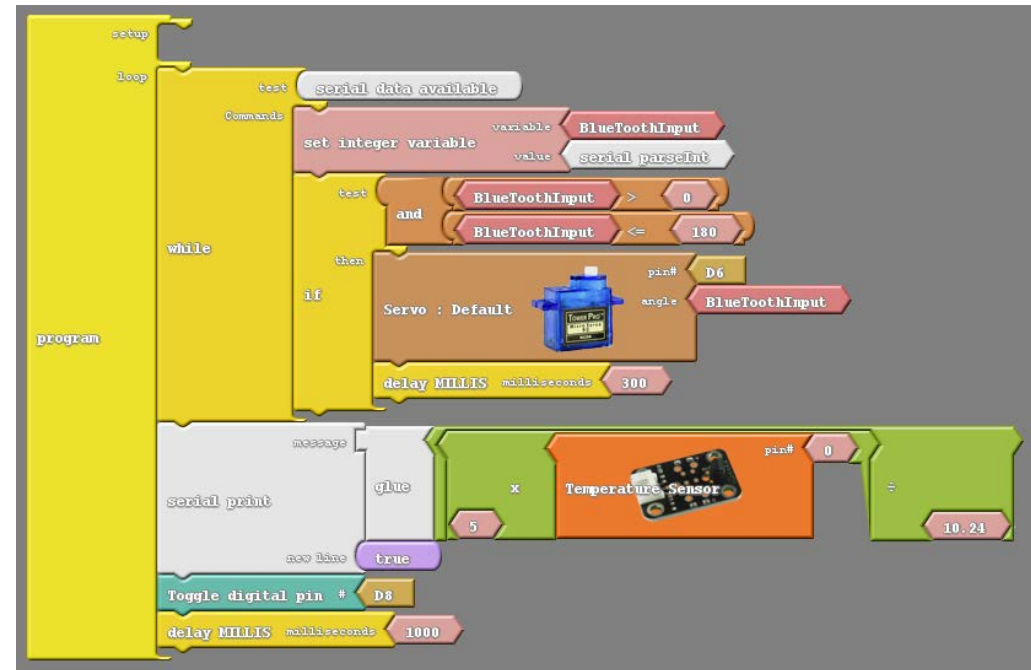 setup
loop
test serial data available
Commands
variable BlueToothInput
set integer variable
value serial parseInt
test
BlueToothInput > 0
and
BlueToothInput <= 180
while
then
pin# D6
if
angle BlueToothInput
Servo : Default
Tower Pro
program
delay MILLIS milliseconds 300
message
pin# 0
glue
x
Temperature Sensor
÷
serial print
5
10.24
new line true
Toggle digital pin # D8
delay MILLIS milliseconds 1000